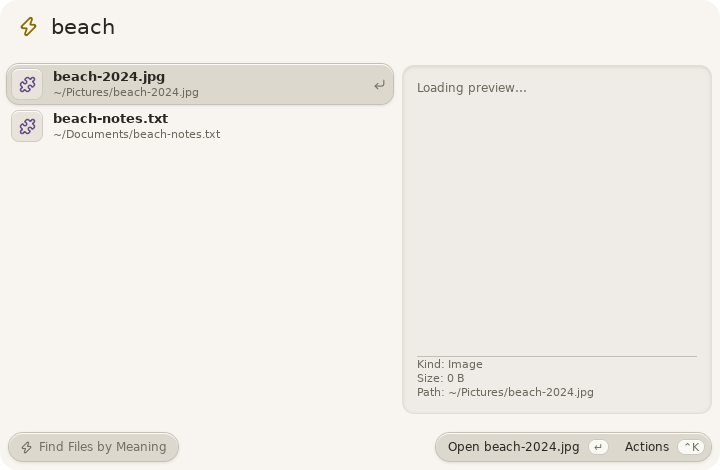 beach
beach-2024.jpg
~/Pictures/beach-2024.jpg
↵
beach-notes.txt
~/Documents/beach-notes.txt
Loading preview…
Kind: Image
Size: 0 B
Path: ~/Pictures/beach-2024.jpg
Find Files by Meaning
Open beach-2024.jpg ↵ Actions ^K